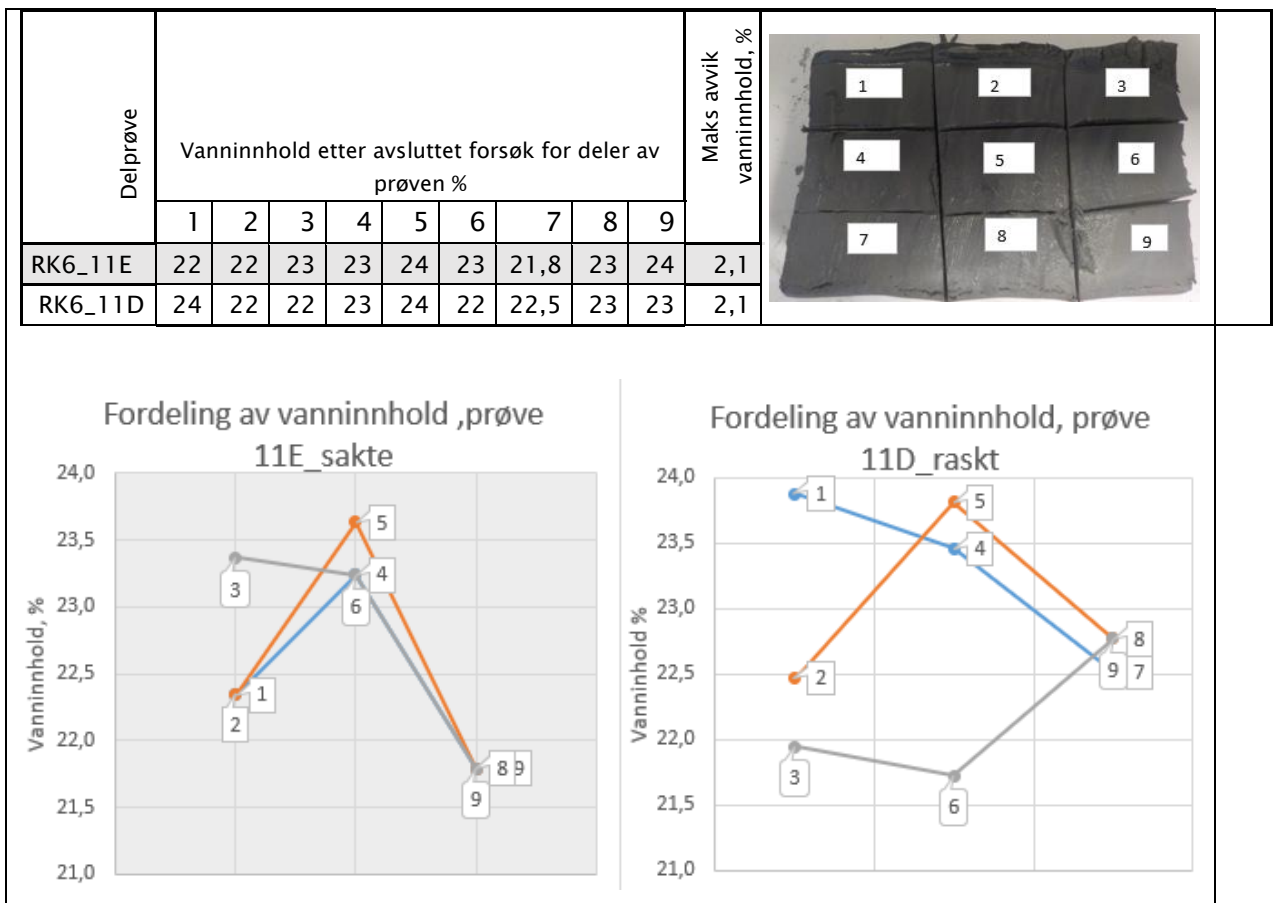 Delprøve
Vanninnhold etter avsluttet forsøk for deler av
prøven %
Maks avvik
vanninnhold, %
1 2 3 4 5 6 7 8 9
RK6_11E 22 22 23 23 24 23 21,8 23 24 2,1
RK6_11D 24 22 22 23 24 22 22,5 23 23 2,1
1 2 3
4 5 6
7 8 9
Fordeling av vanninnhold ,prøve
11E_sakte
24,0
23,5
23,0
22,5
22,0
21,5
21,0
Vanninnhold, %
5
3
4
6
1
2
8 9
9
Fordeling av vanninnhold, prøve
11D_raskt
24,0
23,5
23,0
22,5
22,0
21,5
21,0
Vanninhold %
1
5
4
2
8
9 7
3
6